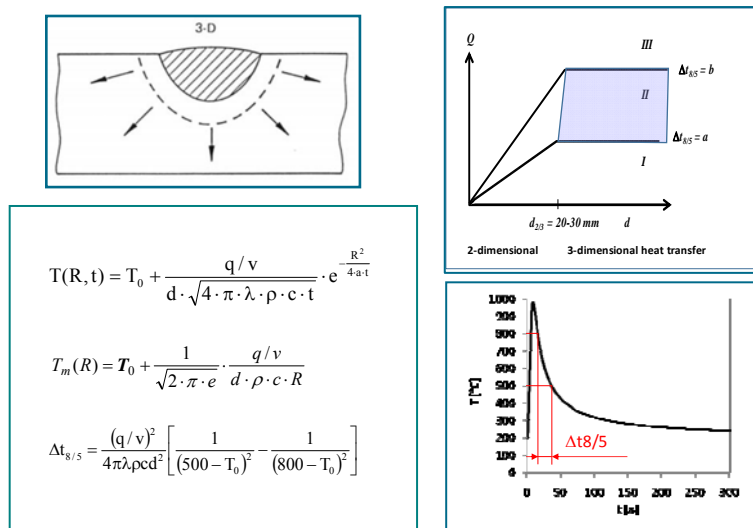 3-D
T(R, t) = T₀ + q / v / d · √4 · π · λ · ρ · c · t · e^(-R²/4·a·t)
Tₘ(R) = T₀ + 1/√2 · π · e · q / v / d · ρ · c · R
Δt₈/₅ = (q / v)² / 4πλρcd² [ 1 / (500 − T₀)² − 1 / (800 − T₀)² ]
Q
III
Δt₈/₅ = b
II
Δt₈/₅ = a
I
d₂/₃ = 20-30 mm d
2-dimensional 3-dimensional heat transfer
1.000
900
800
700
600
500
400
300
200
100
0
T [°C]
Δt8/5
0 50 100 150 200 250 300
t [s]